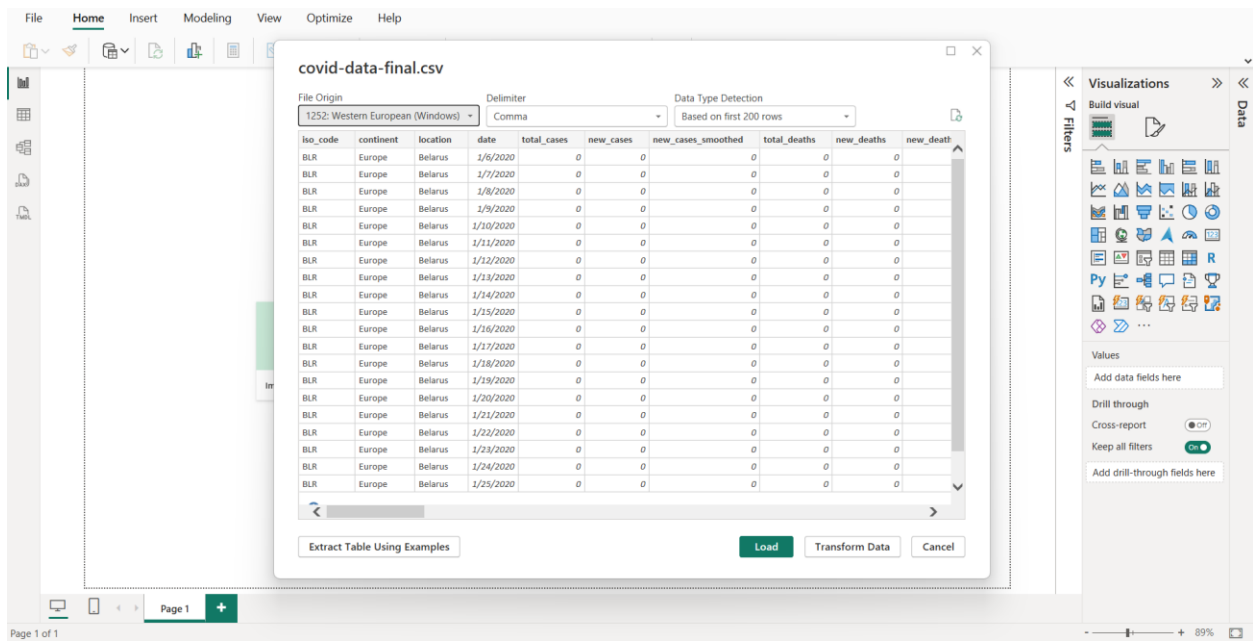 File Home Insert Modeling View Optimize Help
covid-data-final.csv
File Origin Delimiter Data Type Detection
1252: Western European (Windows) Comma Based on first 200 rows
iso_code continent location date total_cases new_cases new_cases_smoothed total_deaths new_deaths new_death
BLR Europe Belarus 1/6/2020 0 0 0 0 0
BLR Europe Belarus 1/7/2020 0 0 0 0 0
BLR Europe Belarus 1/8/2020 0 0 0 0 0
BLR Europe Belarus 1/9/2020 0 0 0 0 0
BLR Europe Belarus 1/10/2020 0 0 0 0 0
BLR Europe Belarus 1/11/2020 0 0 0 0 0
BLR Europe Belarus 1/12/2020 0 0 0 0 0
BLR Europe Belarus 1/13/2020 0 0 0 0 0
BLR Europe Belarus 1/14/2020 0 0 0 0 0
BLR Europe Belarus 1/15/2020 0 0 0 0 0
BLR Europe Belarus 1/16/2020 0 0 0 0 0
BLR Europe Belarus 1/17/2020 0 0 0 0 0
BLR Europe Belarus 1/18/2020 0 0 0 0 0
BLR Europe Belarus 1/19/2020 0 0 0 0 0
BLR Europe Belarus 1/20/2020 0 0 0 0 0
BLR Europe Belarus 1/21/2020 0 0 0 0 0
BLR Europe Belarus 1/22/2020 0 0 0 0 0
BLR Europe Belarus 1/23/2020 0 0 0 0 0
BLR Europe Belarus 1/24/2020 0 0 0 0 0
BLR Europe Belarus 1/25/2020 0 0 0 0 0
Extract Table Using Examples Load Transform Data Cancel
Im
DAX
TMDL
Filters
Visualizations
Build visual
123
R
Py
...
Values
Add data fields here
Drill through
Cross-report Off
Keep all filters On
Add drill-through fields here
Data
Page 1 +
Page 1 of 1 - + 89%